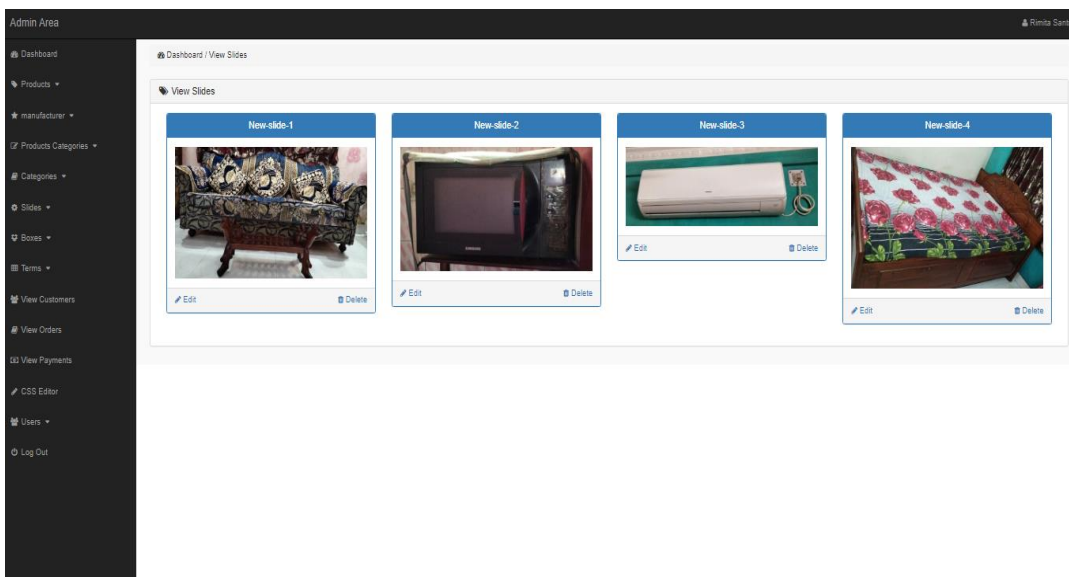 Admin Area
Rimita Sant
Dashboard
Products
manufacturer
Products Categories
Categories
Slides
Boxes
Terms
View Customers
View Orders
View Payments
CSS Editor
Users
Log Out
Dashboard / View Slides
View Slides
New-slide-1
Edit Delete
New-slide-2
SAMSUNG
Edit Delete
New-slide-3
Edit Delete
New-slide-4
Edit Delete